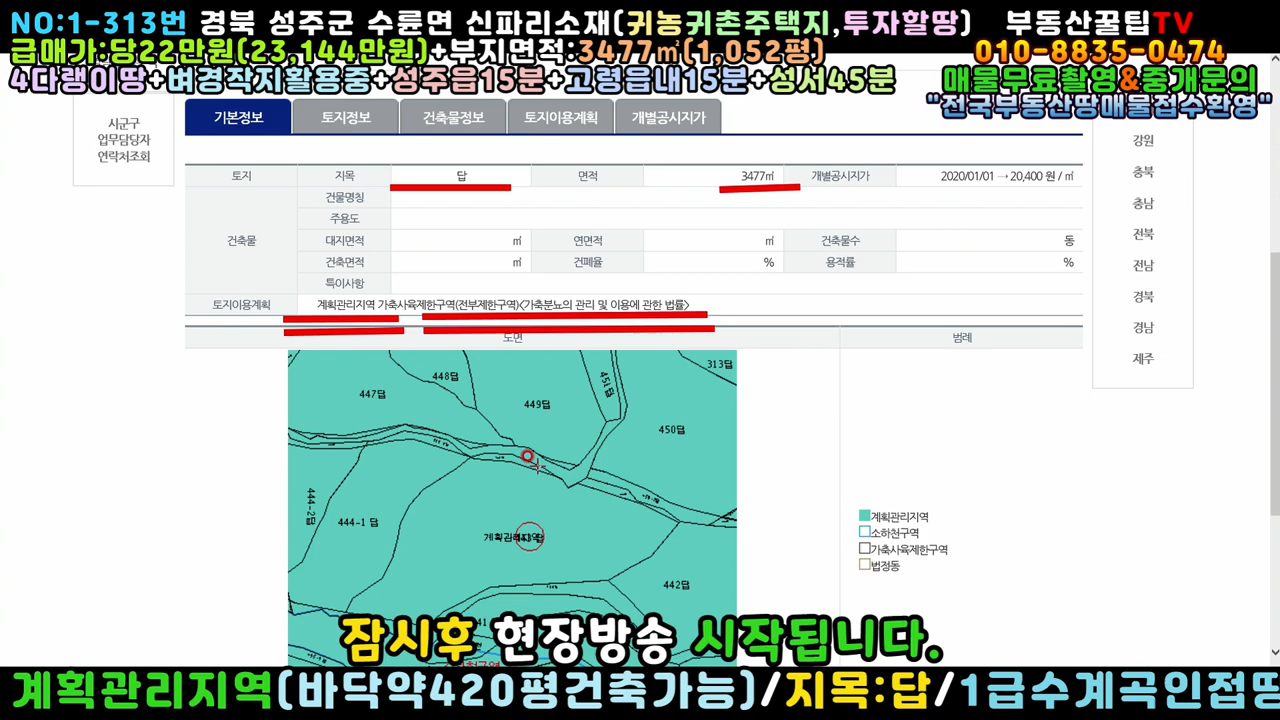 NO:1-313번 경북 성주군 수륜면 신파리소재(귀농귀촌주택지,투자할땅) 부동산꿀팁TV
급매가:당22만원(23,144만원)+부지면적:3477㎡(1,052평) 010-8835-0474
4다랭이땅+벼경작지활용중+성주읍15분+고령읍내15분+성서45분 매물무료촬영&중개문의
"전국부동산땅매물접수환영"
시군구
업무담당자
연락처조회
기본정보 토지정보 건축물정보 토지이용계획 개별공시지가
토지 지목 답 면적 3477㎡ 개별공시지가 2020/01/01 → 20,400 원 / ㎡
건축물
건물명칭
주용도
대지면적 ㎡ 연면적 ㎡ 건축물수 동
건축면적 ㎡ 건폐율 % 용적률 %
특이사항
토지이용계획 계획관리지역 가축사육제한구역(전부제한구역)<가축분뇨의 관리 및 이용에 관한 법률>
도면 범례
강원
충북
충남
전북
전남
경북
경남
제주
313답
448답
451답
447답
449답
450답
444-2답
444-1 답
계획관리지역
442답
계획관리지역
소하천구역
가축사육제한구역
법정동
잠시후 현장방송 시작됩니다.
계획관리지역(바닥약420평건축가능)/지목:답/1급수계곡인접땅